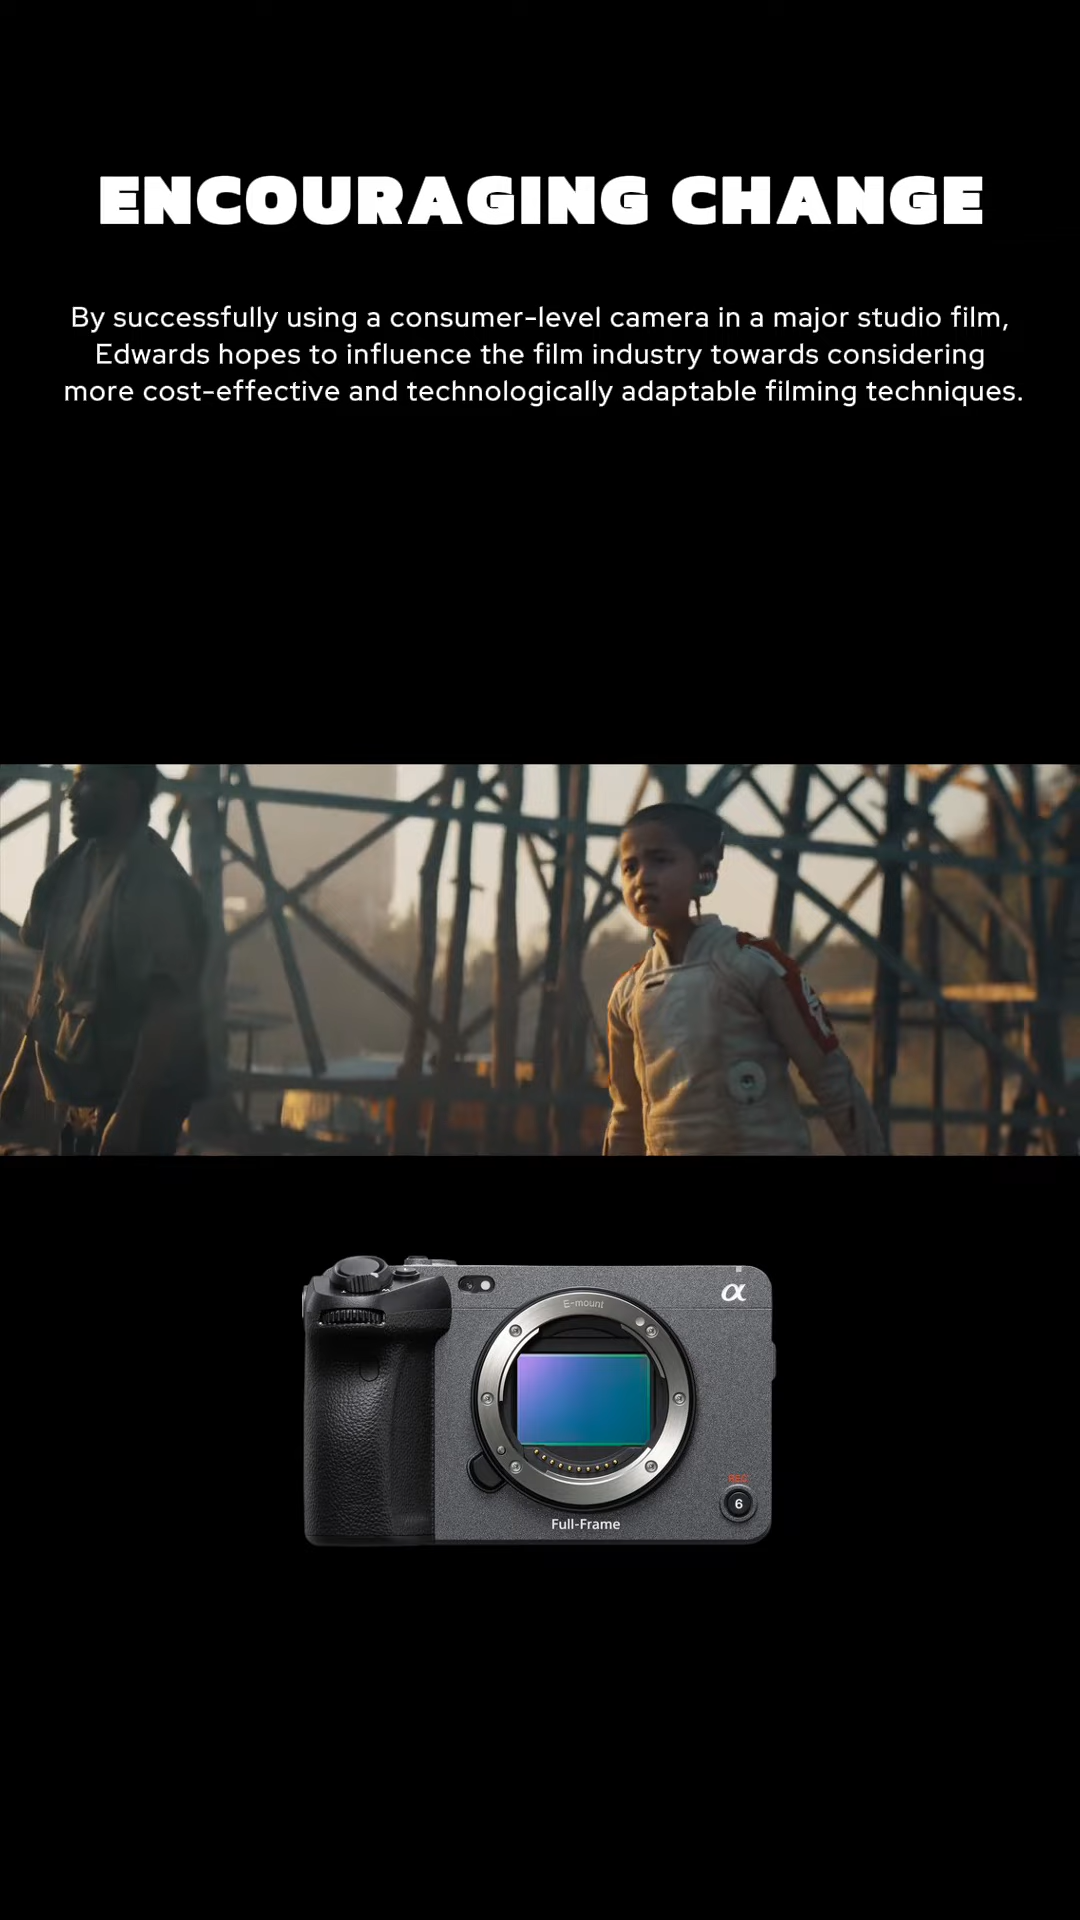 ENCOURAGING CHANGE
By successfully using a consumer-level camera in a major studio film,
Edwards hopes to influence the film industry towards considering
more cost-effective and technologically adaptable filming techniques.
E-mount
α
REC
6
Full-Frame